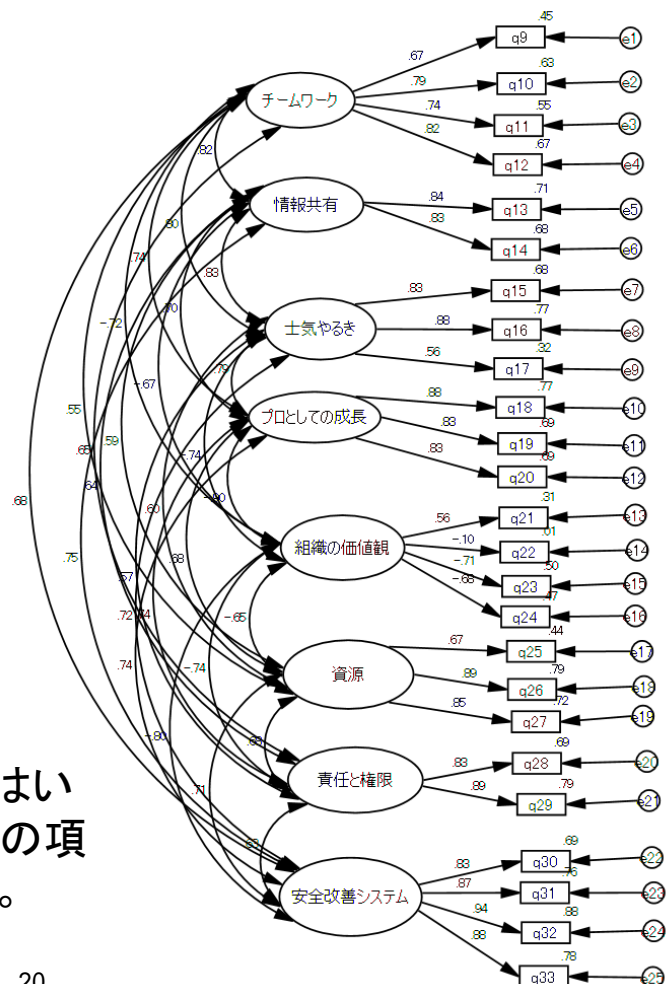 .45
q9
e1
.67
.63
.79
q10
e2
チームワーク
.74
.55
q11
e3
.82
.67
q12
e4
.82
.71
情報共有
.84
q13
e5
.83
.68
q14
e6
.80
.74
.83
.68
.70
.83
q15
e7
.77
士気やるき
.88
q16
e8
-.72
.32
.56
q17
e9
.79
.77
-.67
.88
q18
e10
プロとしての成長
.83
.69
q19
e11
.55
.59
.65
-.74
.83
.69
q20
e12
.64
.31
.68
.60
.56
q21
e13
.01
組織の価値観
-.10
q22
e14
.75
.68
-.71
.50
q23
e15
.57
-.68
.47
q24
e16
.72
.74
-.65
.44
.67
q25
e17
.74
-.74
資源
.89
.79
q26
e18
.85
.72
q27
e19
-.80
.69
責任と権限
.83
q28
e20
.71
.89
.79
q29
e21
はい
の項
.69
.83
q30
e22
.87
.76
q31
e23
。
安全改善システム
.94
.88
q32
e24
.88
.78
q33
e25
20